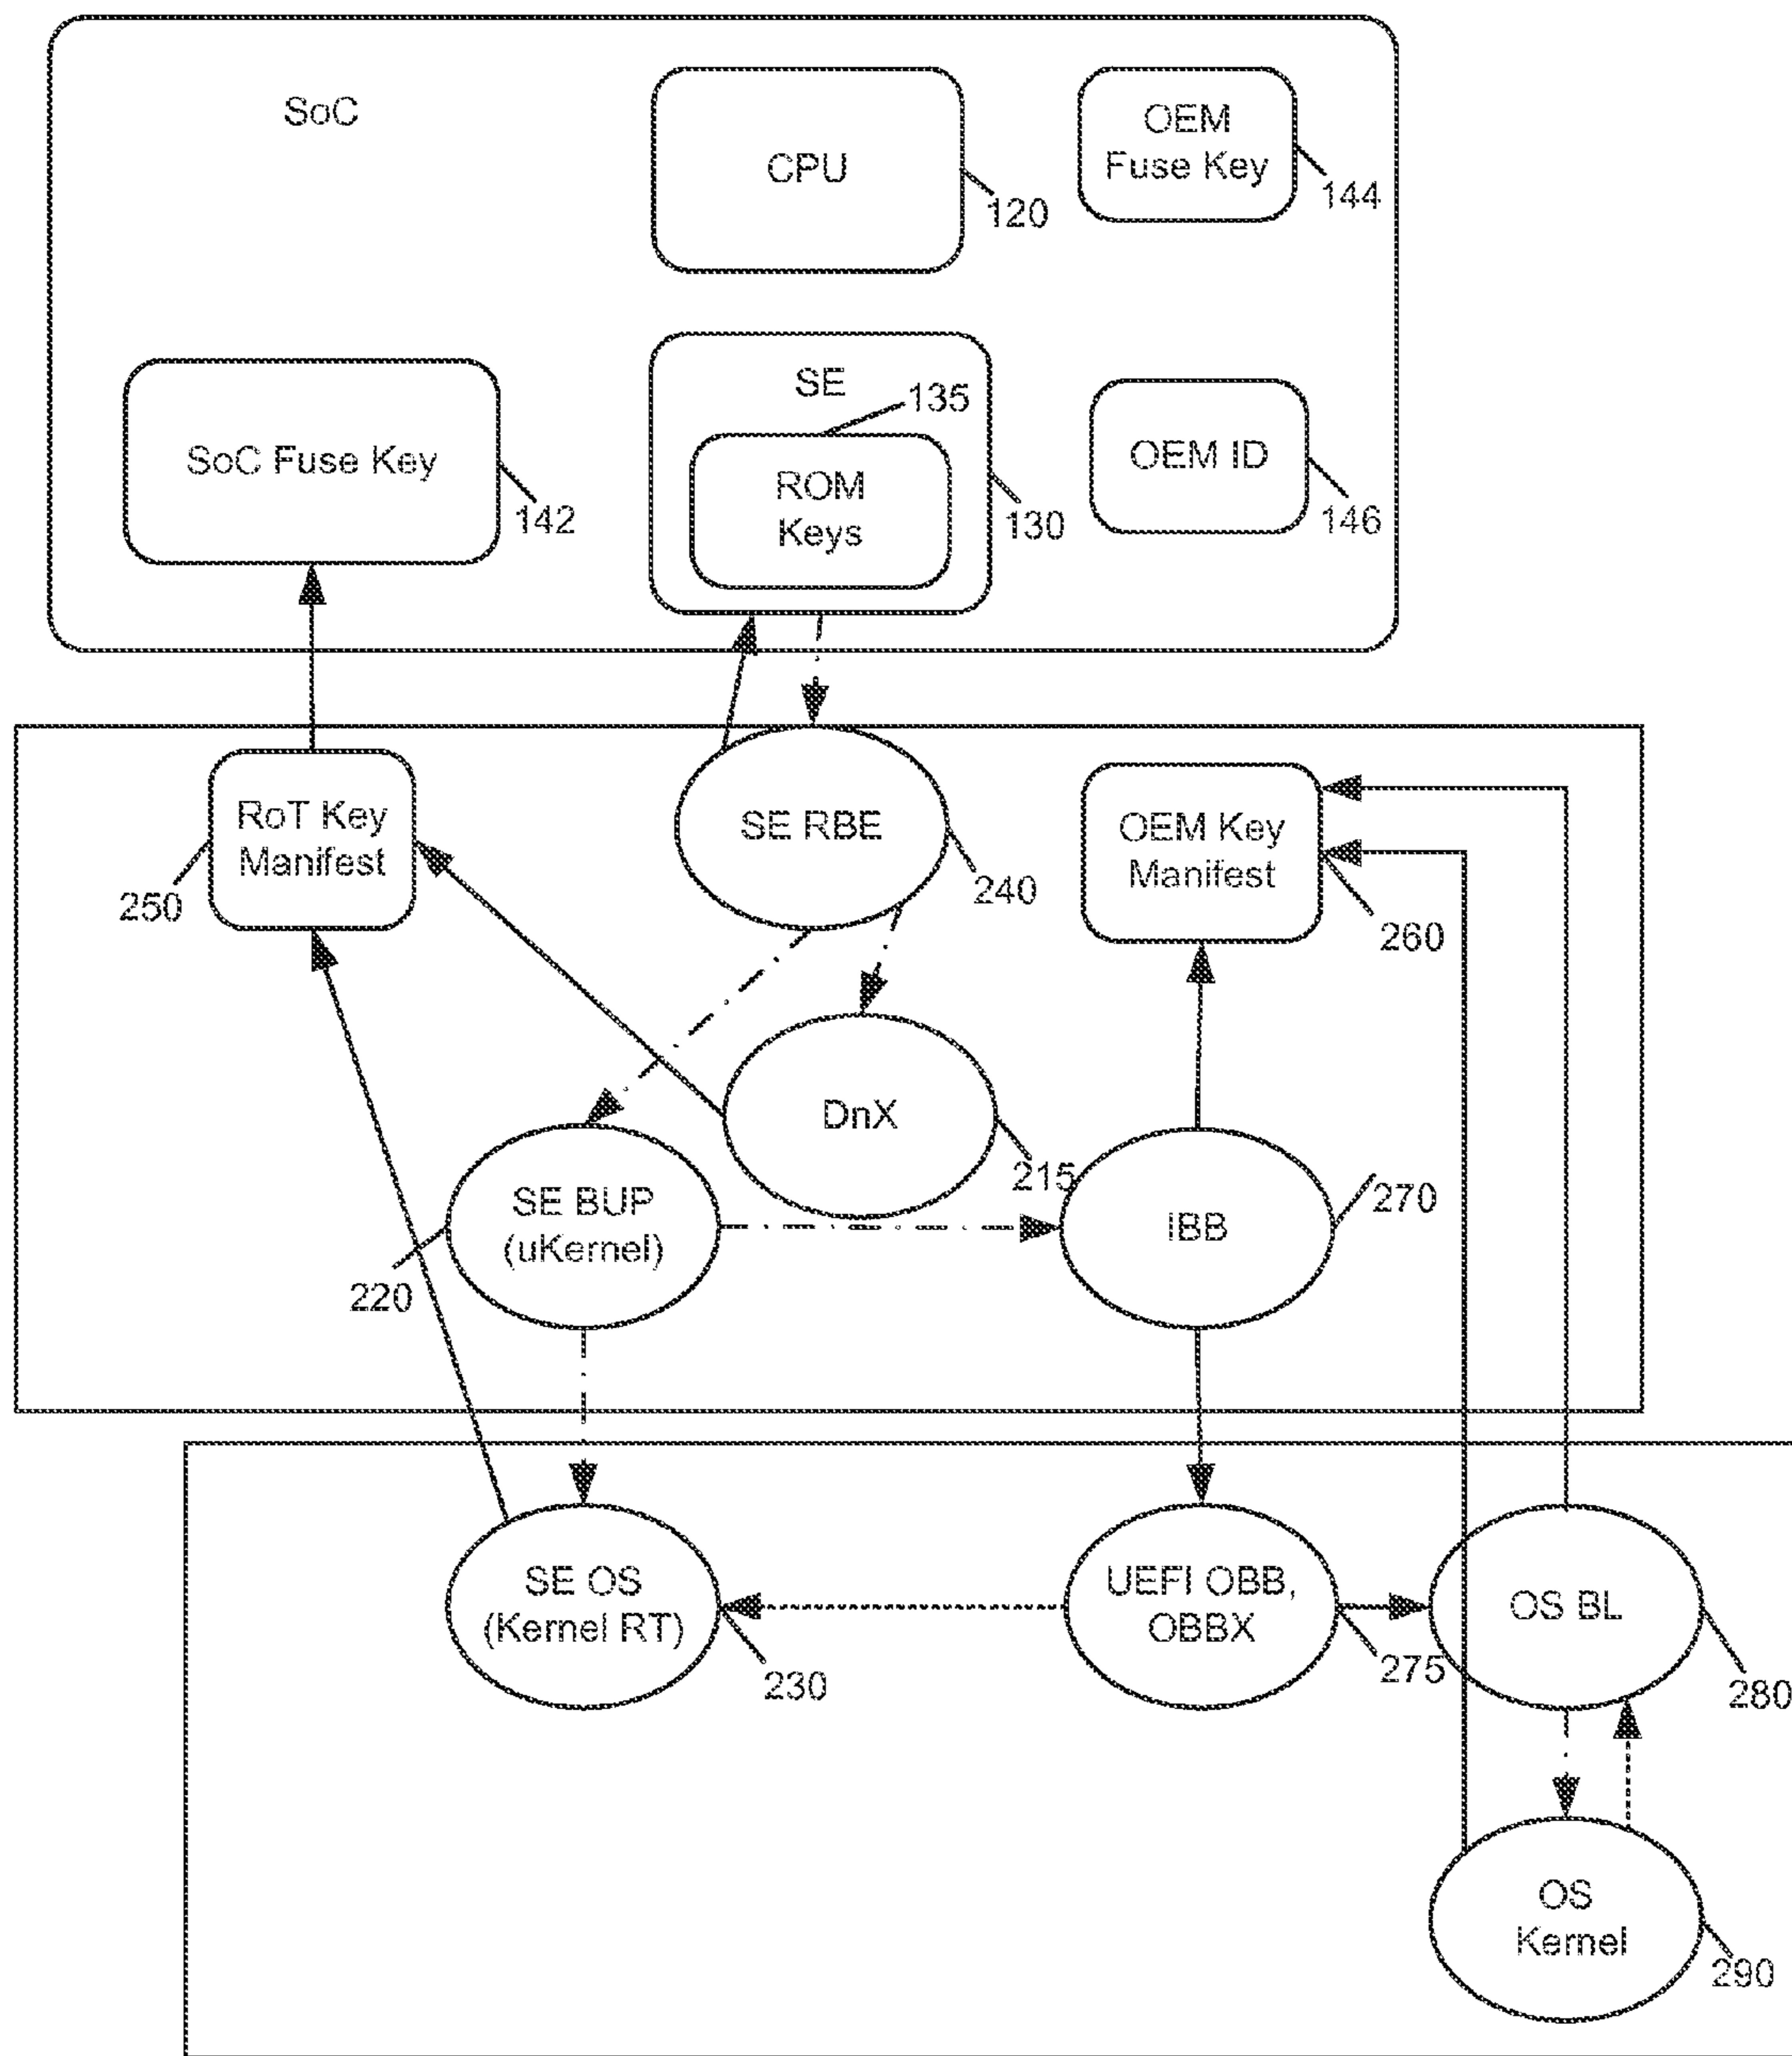 SoC
CPU
120
OEM
Fuse Key
144
SoC Fuse Key
142
SE
135
ROM
Keys
130
OEM ID
146
RoT Key
Manifest
250
SE RBE
240
OEM Key
Manifest
260
DnX
215
SE BUP
(uKernel)
220
IBB
270
SE OS
(Kernel RT)
230
UEFI OBB,
OBBX
275
OS BL
280
OS
Kernel
290